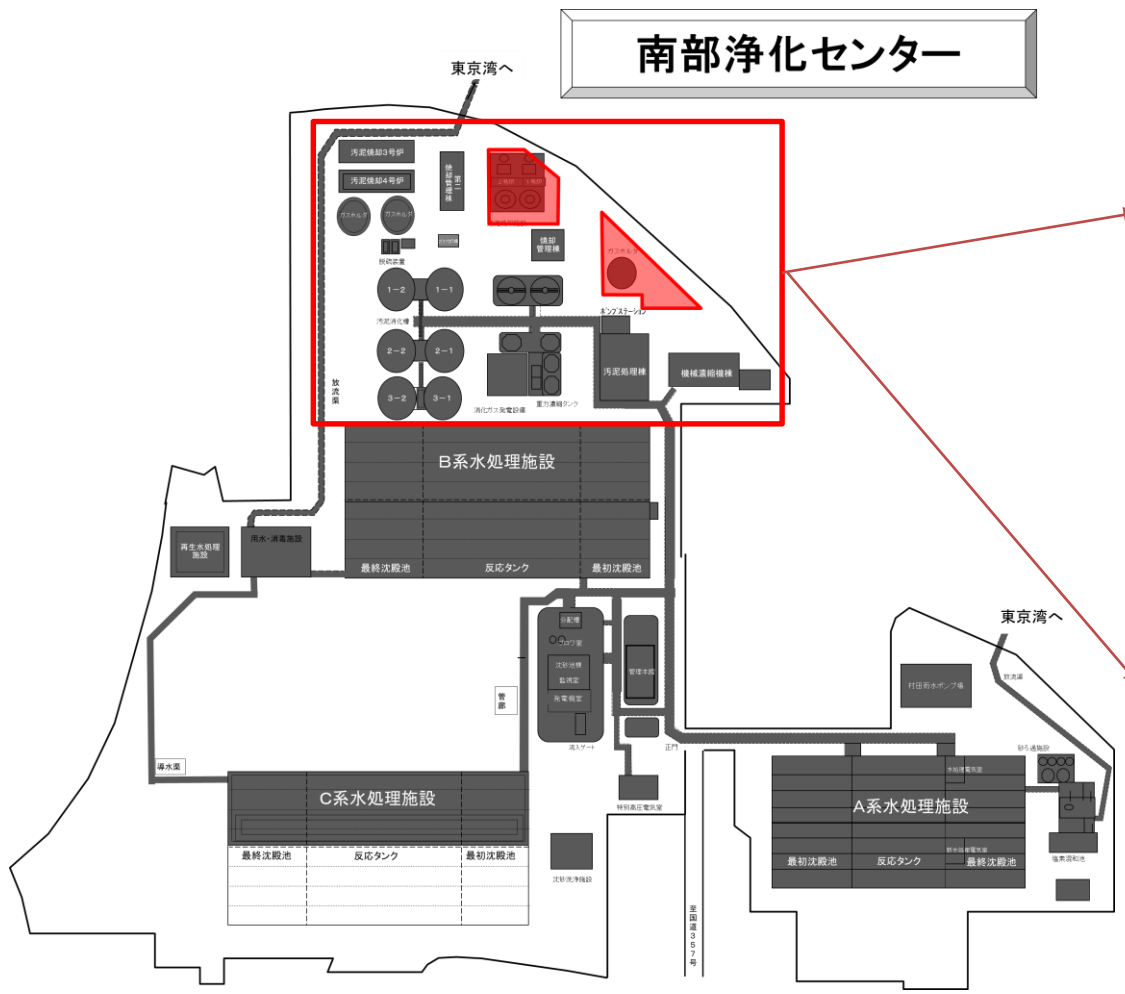 南部浄化センター
東京湾へ
汚泥焼却3号炉
汚泥焼却4号炉
第二
焼却管理棟
2号炉
1号炉
ガスホルダ
ガスホルダ
脱硫装置
焼却
管理棟
ガスホルダ
1-2
1-1
汚泥消化槽
2-2
2-1
3-2
3-1
ポンプステーション
汚泥処理棟
機械濃縮機棟
消化ガス発電設備
重力濃縮タンク
放流渠
B系水処理施設
最終沈殿池
反応タンク
最初沈殿池
再生水処理
施設
用水・消毒施設
分配槽
ブロワ室
沈砂池棟
監視室
発電機室
流入ゲート
管理本館
管廊
正門
導水渠
特別高圧電気室
C系水処理施設
最終沈殿池
反応タンク
最初沈殿池
沈砂洗浄施設
至国道357号
東京湾へ
村田雨水ポンプ場
放流渠
砂ろ過施設
水処理電気室
A系水処理施設
最初沈殿池
反応タンク
最終沈殿池
塩素混和池